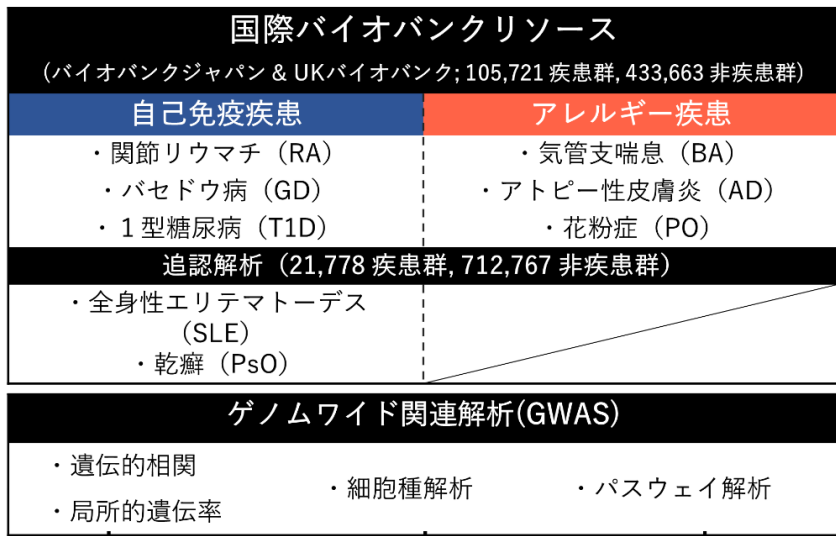 国際バイオバンクリソース
(バイオバンクジャパン & UKバイオバンク; 105,721 疾患群, 433,663 非疾患群)
自己免疫疾患
アレルギー疾患
・関節リウマチ（RA）
・気管支喘息（BA）
・バセドウ病（GD）
・アトピー性皮膚炎（AD）
・１型糖尿病（T1D）
・花粉症（PO）
追認解析（21,778 疾患群, 712,767 非疾患群）
・全身性エリテマトーデス
(SLE)
・乾癬（PsO）
ゲノムワイド関連解析(GWAS)
・遺伝的相関
・細胞種解析
・パスウェイ解析
・局所的遺伝率